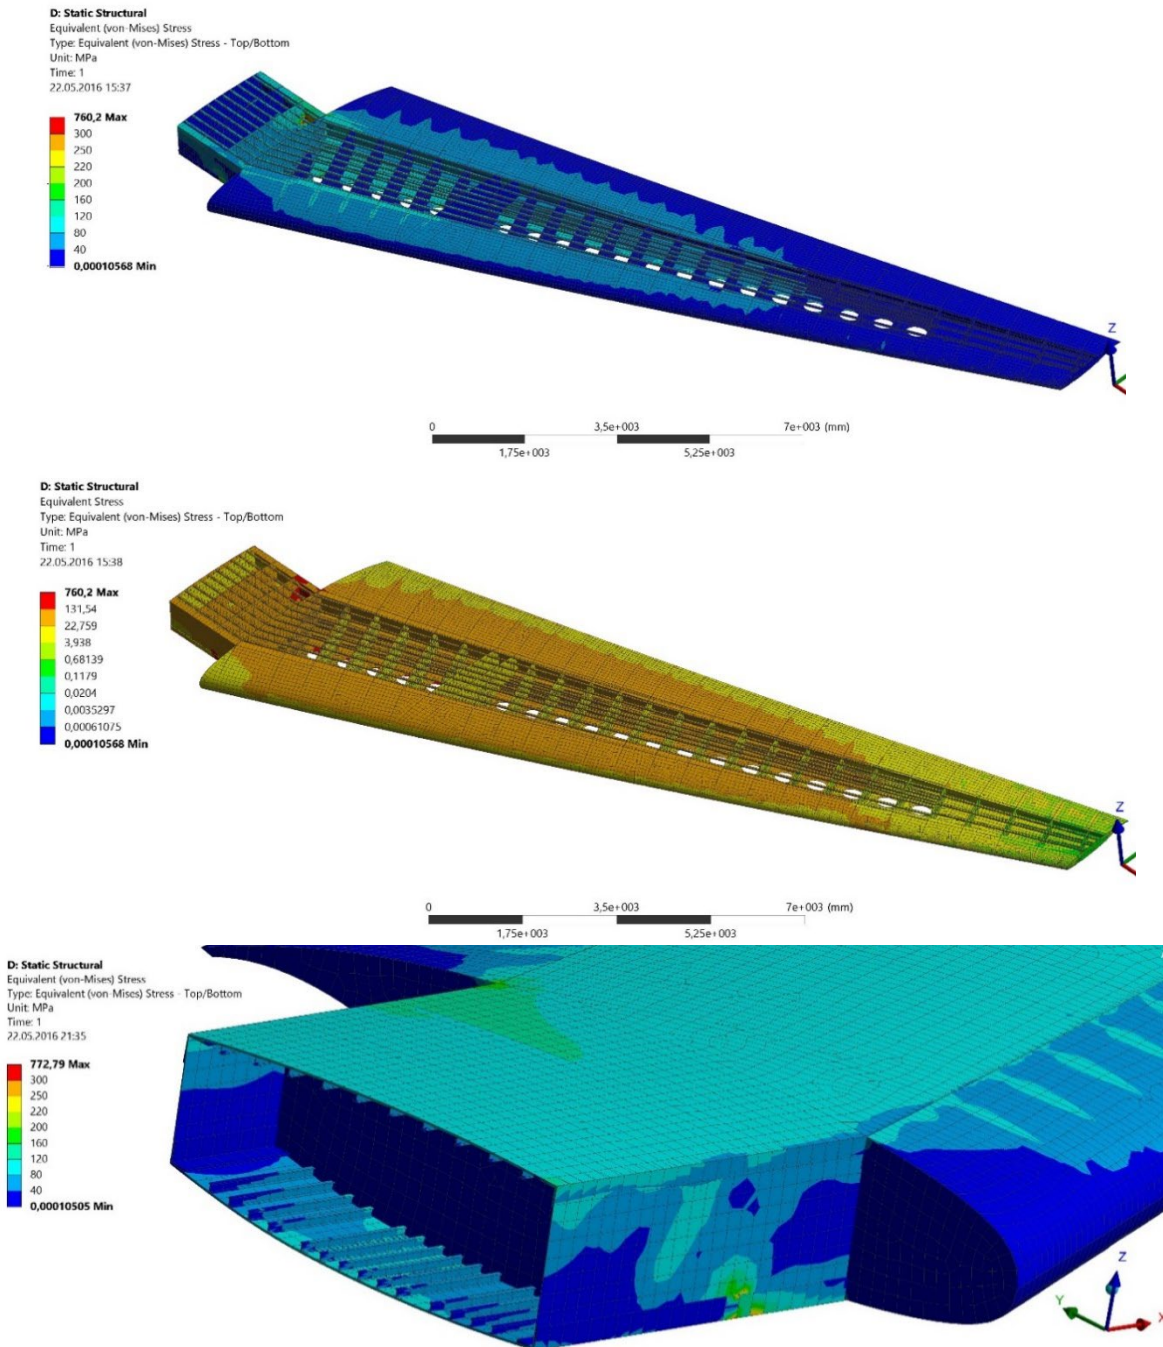 D: Static Structural
Equivalent (von-Mises) Stress
Type: Equivalent (von-Mises) Stress - Top/Bottom
Unit: MPa
Time: 1
22.05.2016 15:37
760,2 Max
300
250
220
200
160
120
80
40
0,00010568 Min
Z
0 3,5e+003 7e+003 (mm)
1,75e+003 5,25e+003
D: Static Structural
Equivalent Stress
Type: Equivalent (von-Mises) Stress - Top/Bottom
Unit: MPa
Time: 1
22.05.2016 15:38
760,2 Max
131,54
22,759
3,938
0,68139
0,1179
0,0204
0,0035297
0,00061075
0,00010568 Min
Z
0 3,5e+003 7e+003 (mm)
1,75e+003 5,25e+003
D: Static Structural
Equivalent (von-Mises) Stress
Type: Equivalent (von-Mises) Stress - Top/Bottom
Unit: MPa
Time: 1
22.05.2016 21:35
772,79 Max
300
250
220
200
160
120
80
40
0,00010505 Min
Z
Y
X